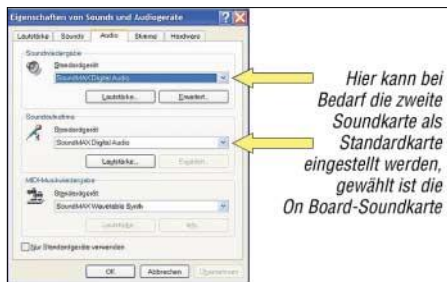 Eigenschaften von Sounds und Audiogeräte
Lautstärke Sounds Audio Stimme Hardware
Soundwiedergabe
Standardgerät
SoundMAX Digital Audio
Lautstärke... Erweitert...
Soundaufnahme
Standardgerät
SoundMAX Digital Audio
Lautstärke... Erweitert...
MIDI-Musikwiedergabe
Standardgerät
SoundMAX Wavetable Synth
Lautstärke... Info...
Nur Standardgeräte verwenden
OK Abbrechen Übernehmen
Hier kann bei
Bedarf die zweite
Soundkarte als
Standardkarte
eingestellt werden,
gewählt ist die
On Board-Soundkarte